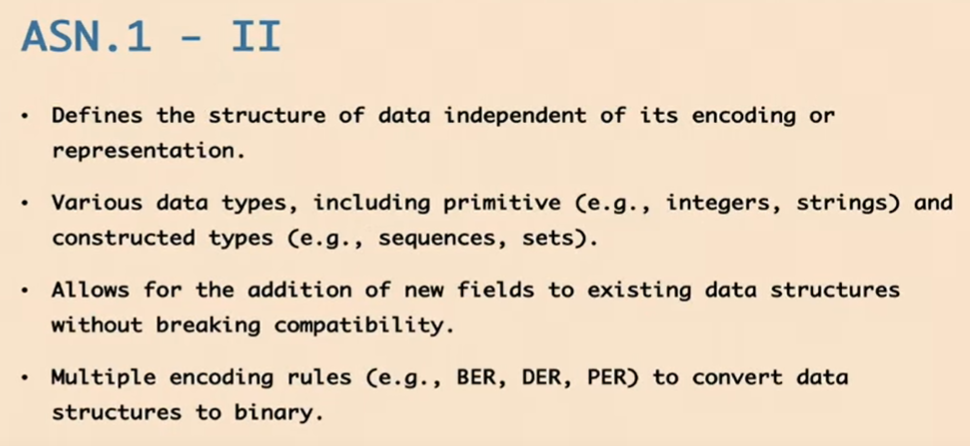 ASN.1 – II
• Defines the structure of data independent of its encoding or
representation.
• Various data types, including primitive (e.g., integers, strings) and
constructed types (e.g., sequences, sets).
• Allows for the addition of new fields to existing data structures
without breaking compatibility.
• Multiple encoding rules (e.g., BER, DER, PER) to convert data
structures to binary.